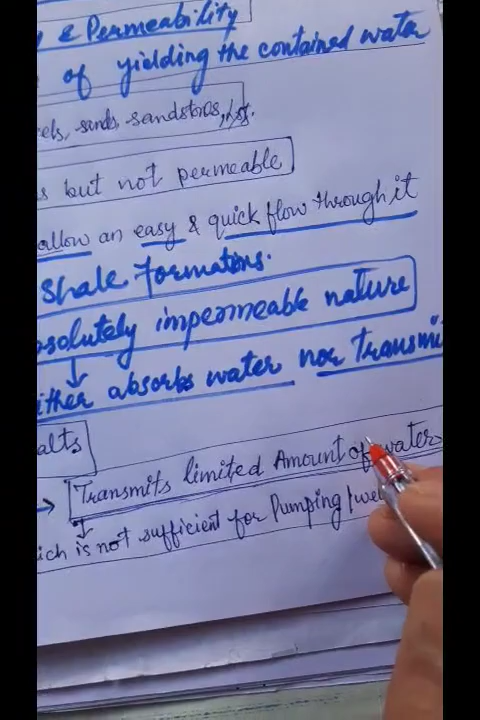 & Permeability
of yielding the contained water
els, sands, sandstones,
s but not permeable
allow an easy & quick flow through it
Shale formations.
bsolutely impermeable nature
ither absorbs water nor Transmi
alts
→ Transmits limited Amount of water
ich is not sufficient for Pumping / wel